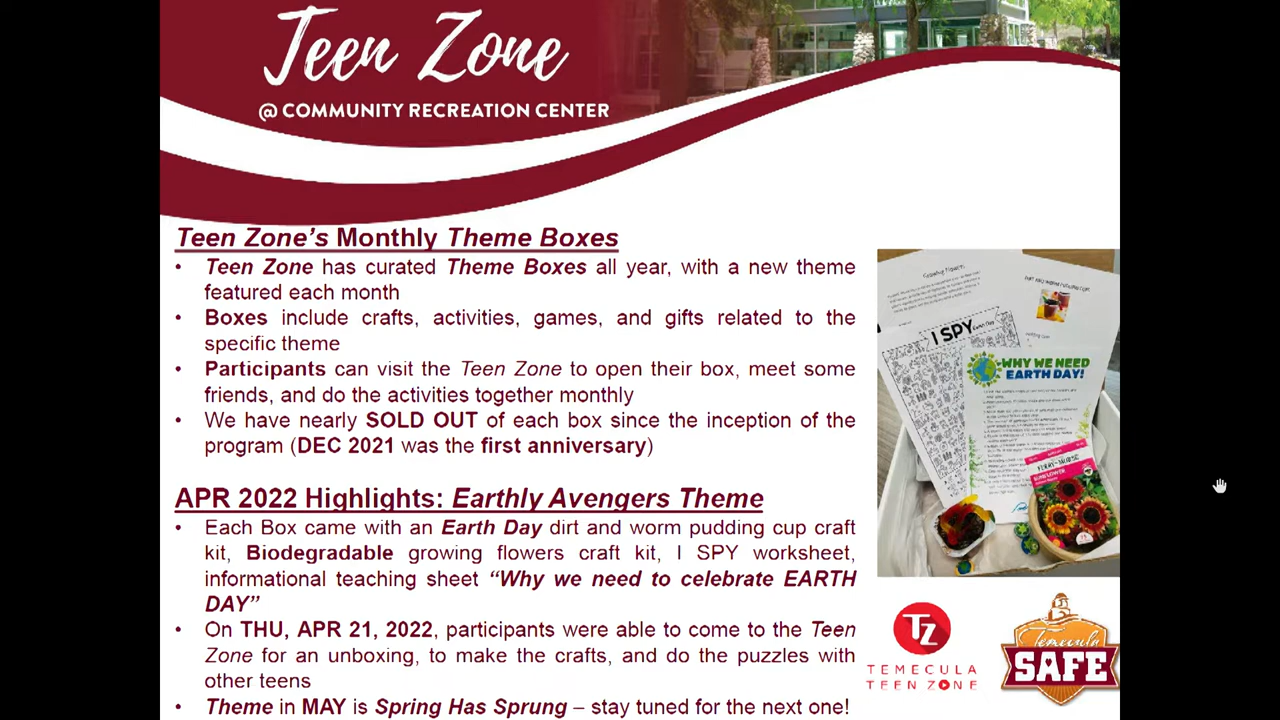 Teen Zone
@ COMMUNITY RECREATION CENTER
Teen Zone's Monthly Theme Boxes
• Teen Zone has curated Theme Boxes all year, with a new theme
featured each month
• Boxes include crafts, activities, games, and gifts related to the
specific theme
• Participants can visit the Teen Zone to open their box, meet some
friends, and do the activities together monthly
• We have nearly SOLD OUT of each box since the inception of the
program (DEC 2021 was the first anniversary)
APR 2022 Highlights: Earthly Avengers Theme
• Each Box came with an Earth Day dirt and worm pudding cup craft
kit, Biodegradable growing flowers craft kit, I SPY worksheet,
informational teaching sheet “Why we need to celebrate EARTH
DAY”
• On THU, APR 21, 2022, participants were able to come to the Teen
Zone for an unboxing, to make the crafts, and do the puzzles with
other teens
• Theme in MAY is Spring Has Sprung – stay tuned for the next one!
Growing Flowers
I SPY Earth Day
WHY WE NEED
EARTH DAY!
FERRY-MORSE
SUNFLOWER
TZ
TEMECULA
TEEN ZONE
Temecula
SAFE